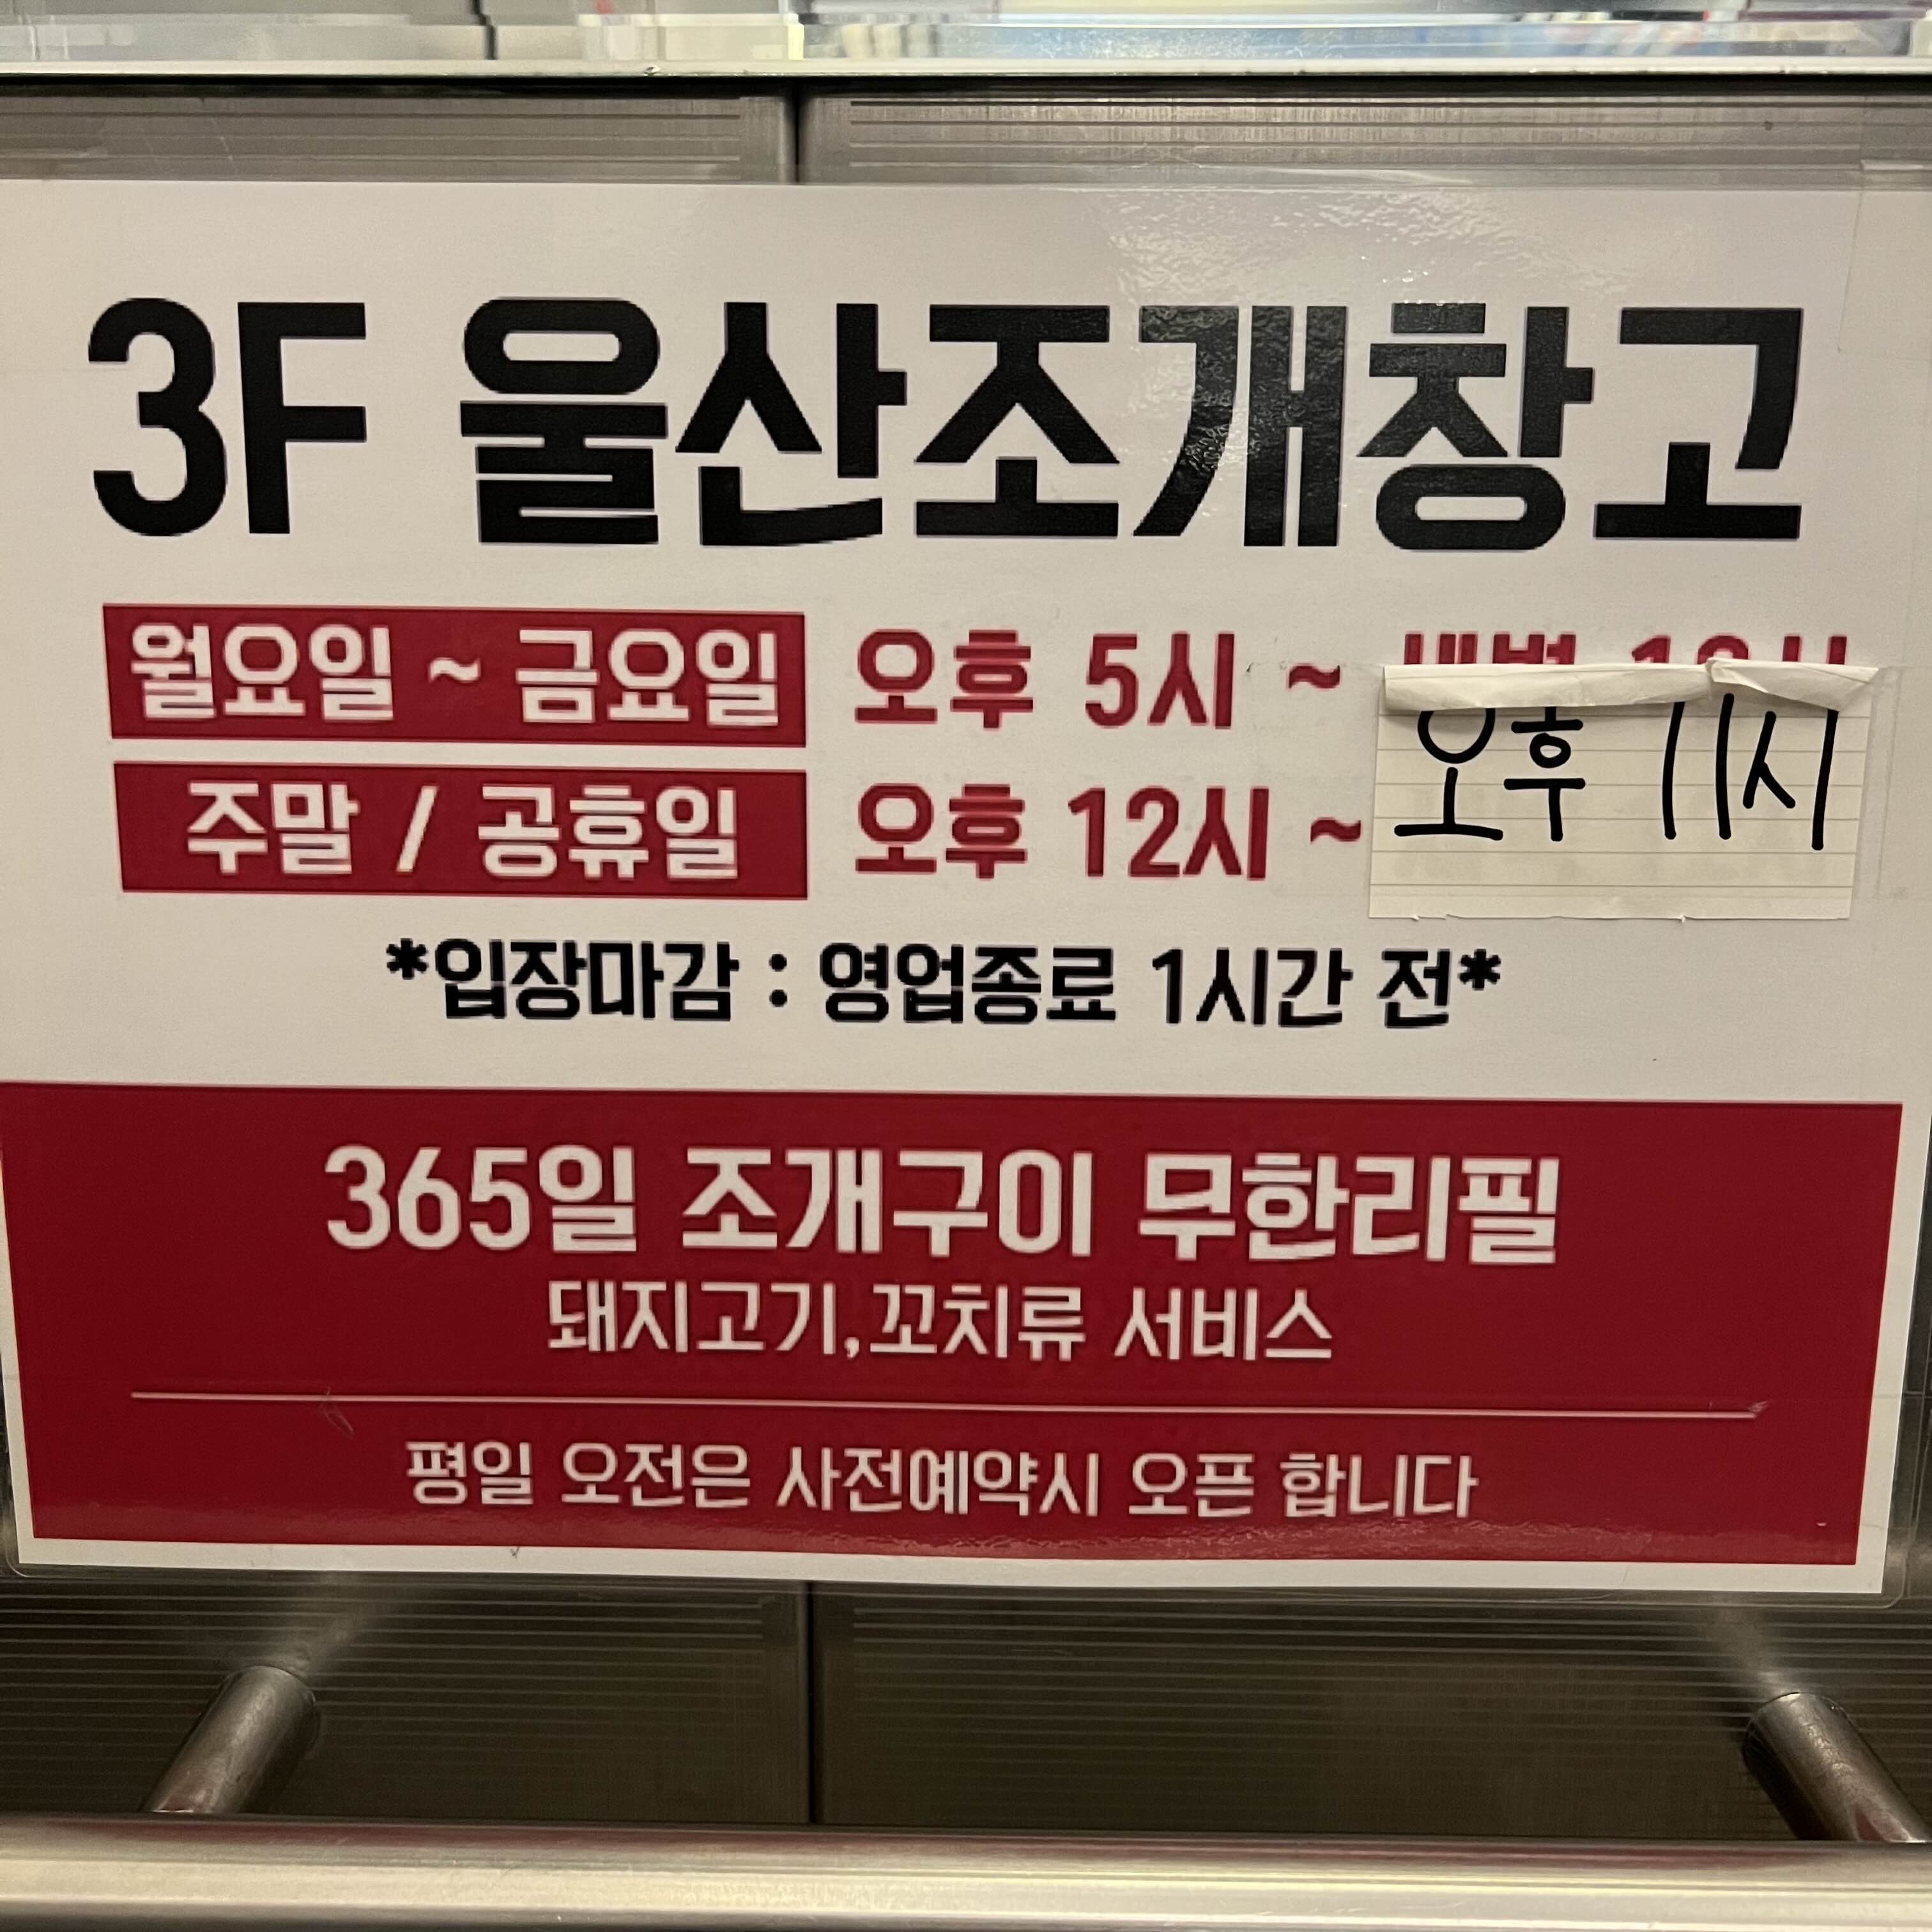 3F 울산조개창고
월요일 ~ 금요일 오후 5시 ~
오후 11시
주말 / 공휴일 오후 12시 ~
*입장마감 : 영업종료 1시간 전*
365일 조개구이 무한리필
돼지고기,꼬치류 서비스
평일 오전은 사전예약시 오픈 합니다